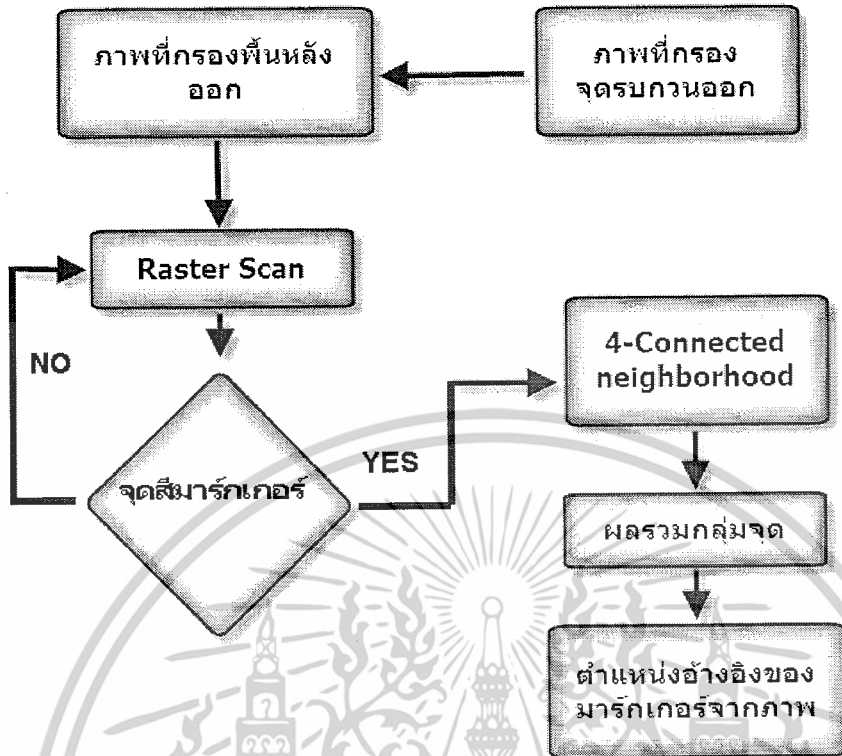 ภาพที่กรองพื้นหลัง
ออก
ภาพที่กรอง
จุดรบกวนออก
Raster Scan
NO
จุดสีมาร์กเกอร์
YES
4-Connected
neighborhood
ผลรวมกลุ่มจุด
ตำแหน่งอ้างอิงของ
มาร์กเกอร์จากภาพ